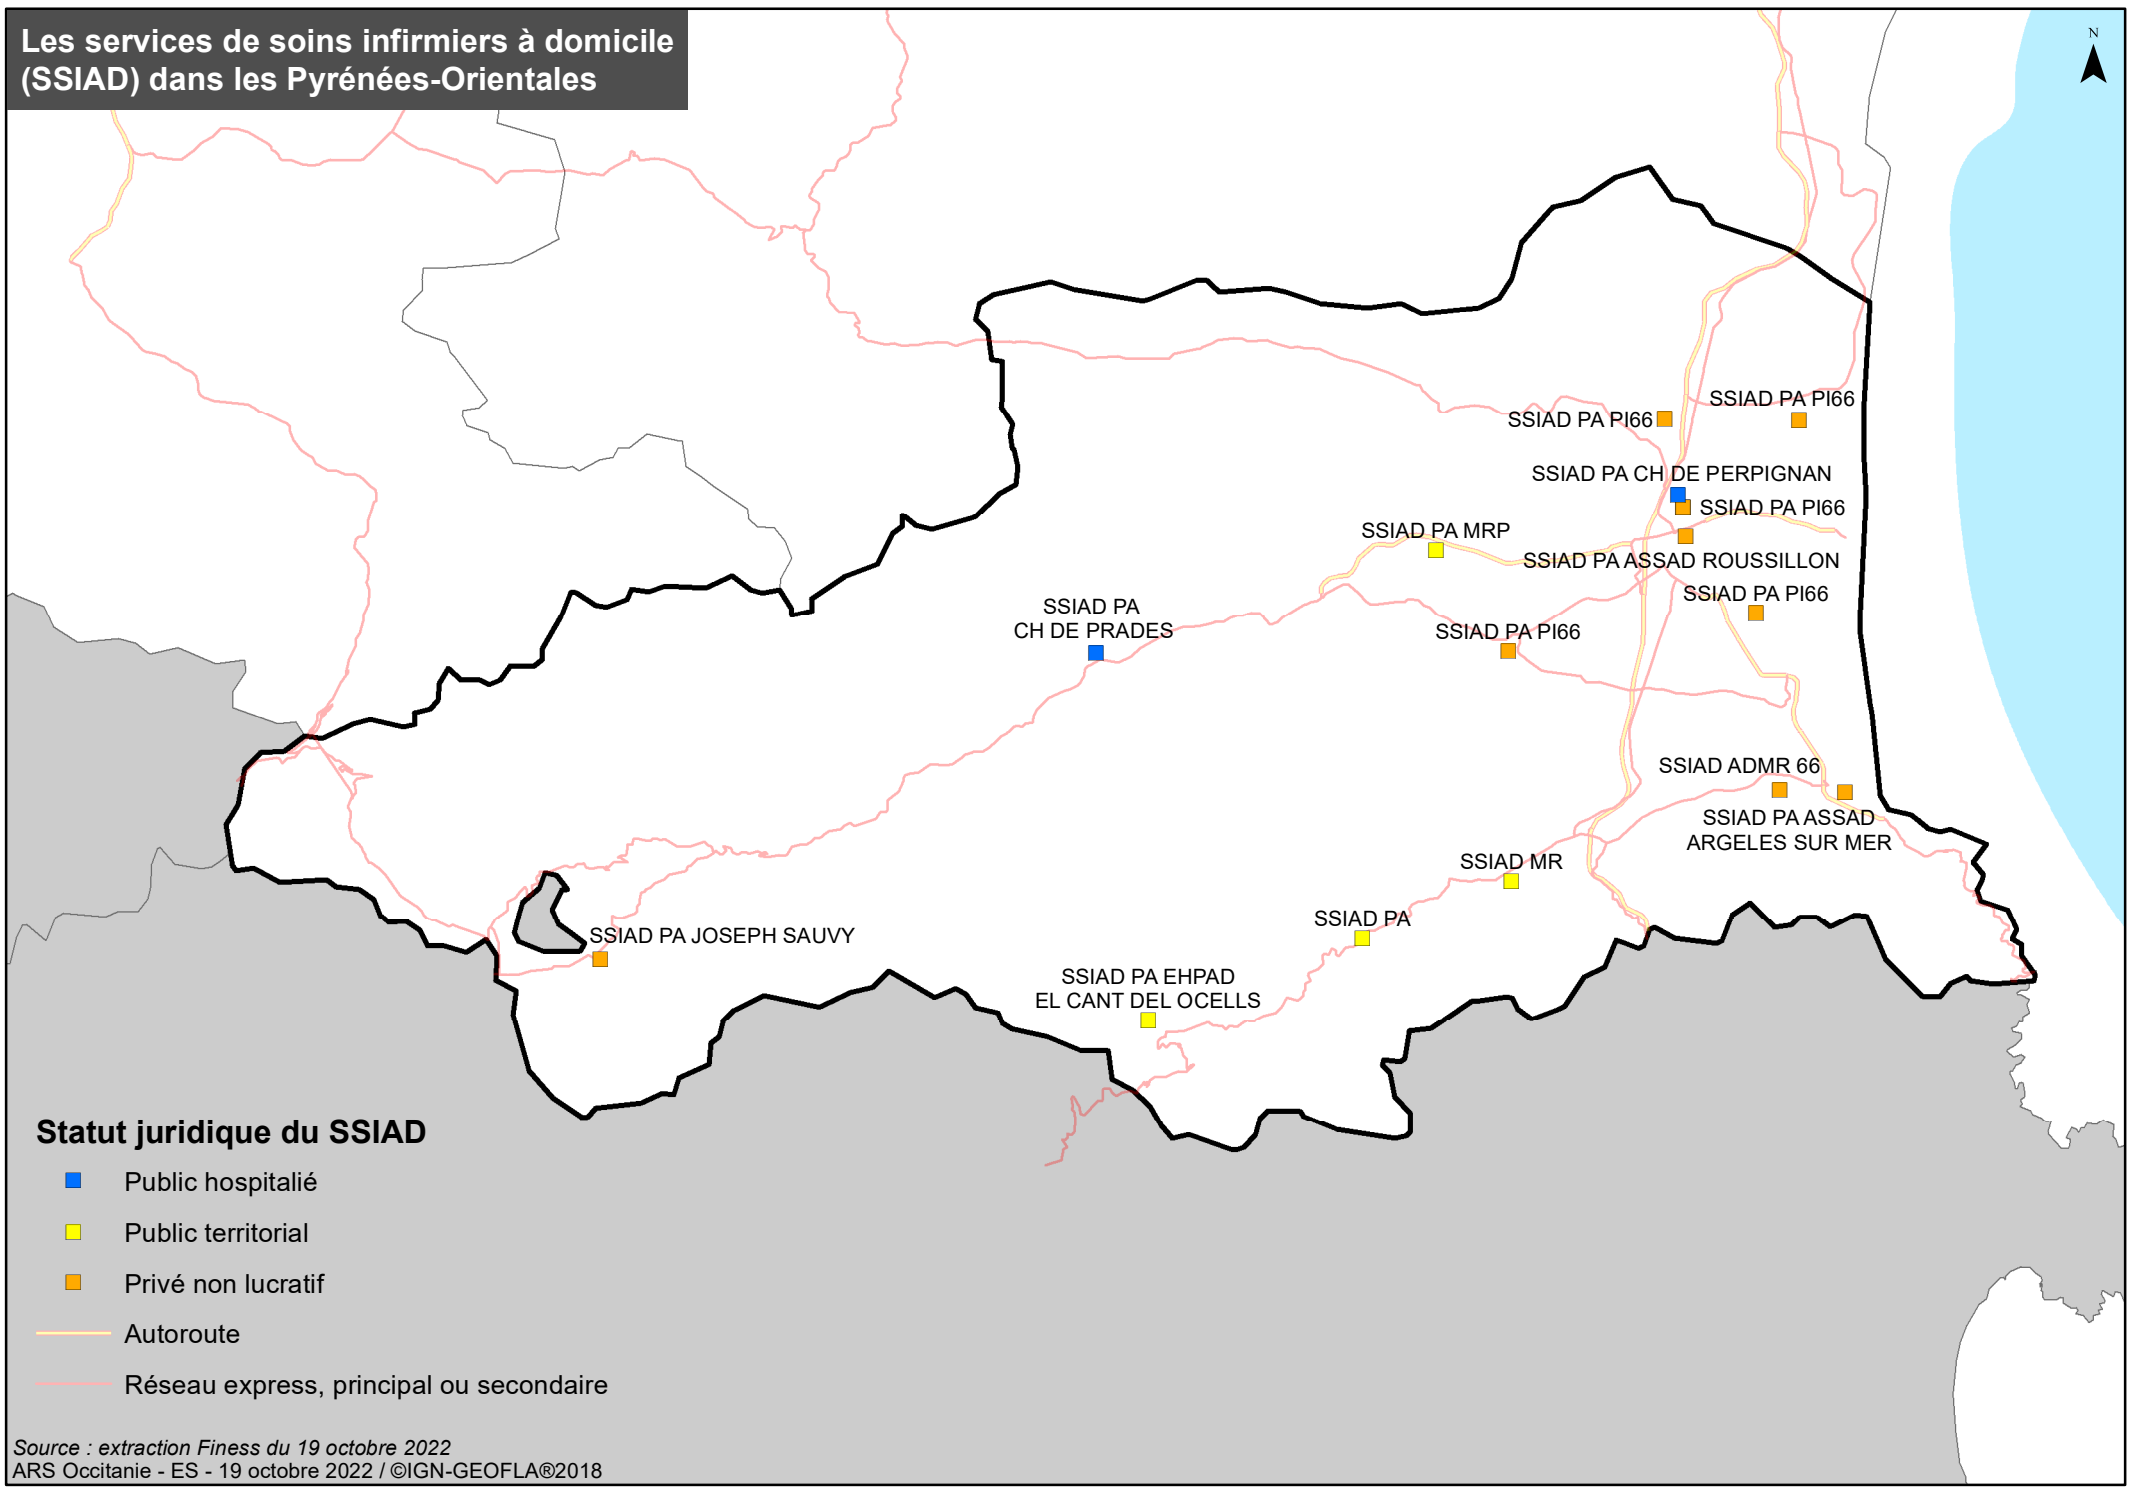 Les services de soins infirmiers à domicile
(SSIAD) dans les Pyrénées-Orientales
N
SSIAD PA PI66
SSIAD PA PI66
SSIAD PA CH DE PERPIGNAN
SSIAD PA PI66
SSIAD PA MRP
SSIAD PA ASSAD ROUSSILLON
SSIAD PA PI66
SSIAD PA
CH DE PRADES
SSIAD PA PI66
SSIAD ADMR 66
SSIAD PA ASSAD
ARGELES SUR MER
SSIAD MR
SSIAD PA
SSIAD PA JOSEPH SAUVY
SSIAD PA EHPAD
EL CANT DEL OCELLS
Statut juridique du SSIAD
Public hospitalié
Public territorial
Privé non lucratif
Autoroute
Réseau express, principal ou secondaire
Source : extraction Finess du 19 octobre 2022
ARS Occitanie - ES - 19 octobre 2022 / ©IGN-GEOFLA®2018